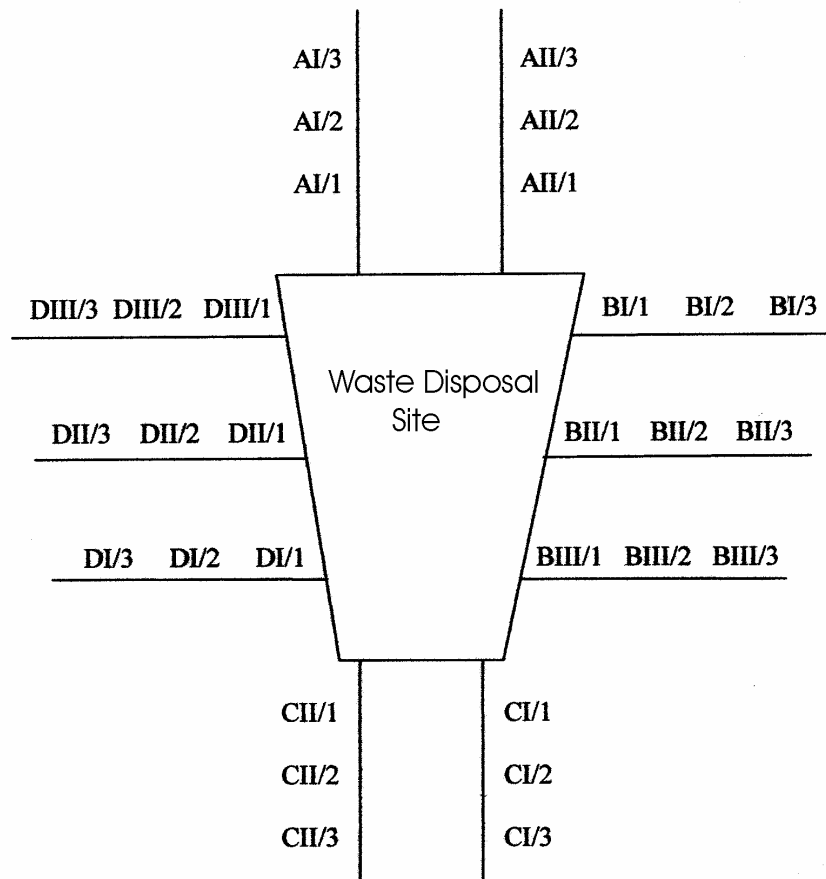 AI/3 AII/3
AI/2 AII/2
AI/1 AII/1
DIII/3 DIII/2 DIII/1 BI/1 BI/2 BI/3
Waste Disposal
Site
DII/3 DII/2 DII/1 BII/1 BII/2 BII/3
DI/3 DI/2 DI/1 BIII/1 BIII/2 BIII/3
CII/1 CI/1
CII/2 CI/2
CII/3 CI/3